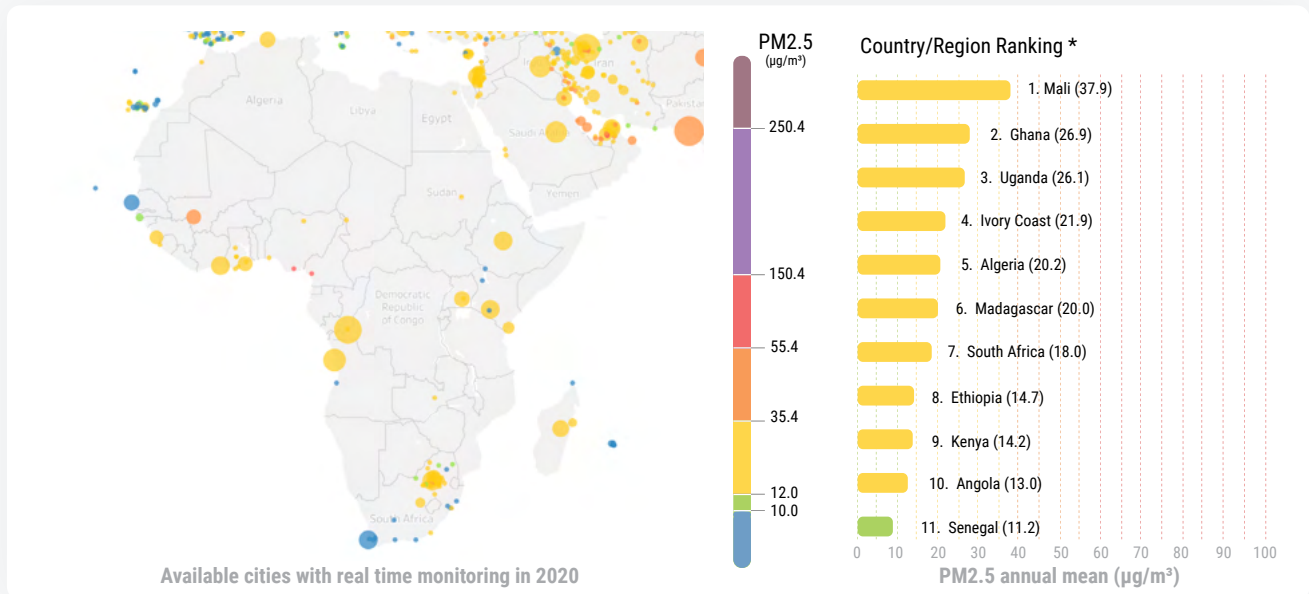 Algeria
Libya
Egypt
Iran
Saudi Arabia
Pakistan
Sudan
Yemen
Democratic
Republic
of Congo
South Africa
Available cities with real time monitoring in 2020
PM2.5
(µg/m³)
250.4
150.4
55.4
35.4
12.0
10.0
Country/Region Ranking *
1. Mali (37.9)
2. Ghana (26.9)
3. Uganda (26.1)
4. Ivory Coast (21.9)
5. Algeria (20.2)
6. Madagascar (20.0)
7. South Africa (18.0)
8. Ethiopia (14.7)
9. Kenya (14.2)
10. Angola (13.0)
11. Senegal (11.2)
0 10 20 30 40 50 60 70 80 90 100
PM2.5 annual mean (µg/m³)